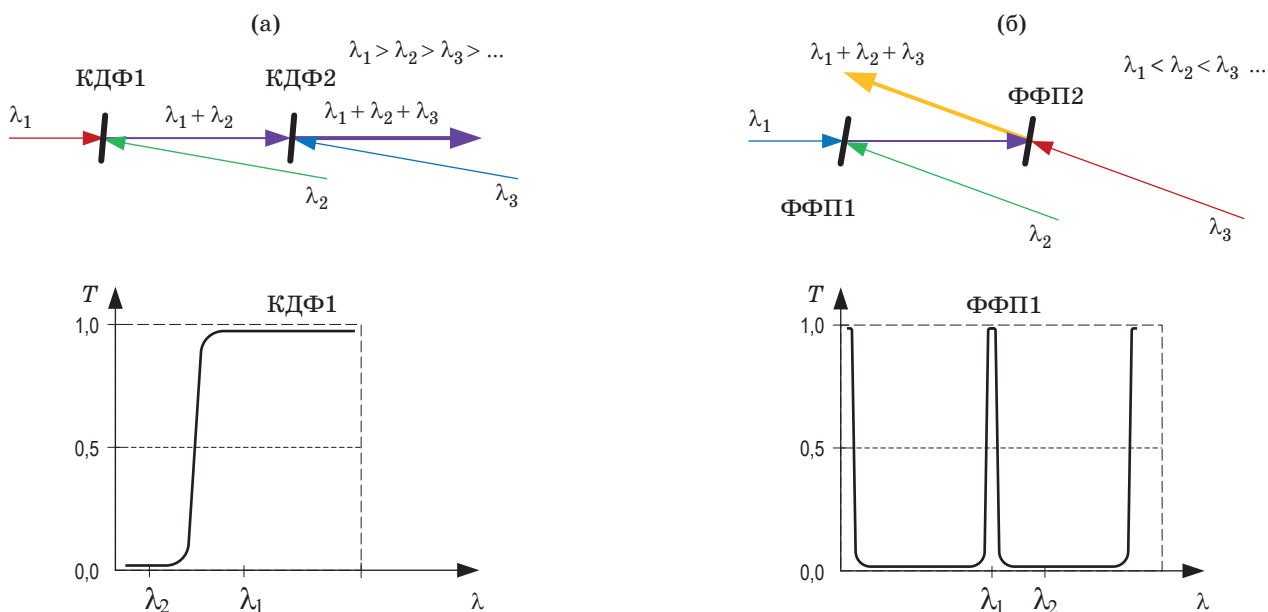 (а)
λ₁ > λ₂ > λ₃ > ...
КДФ1
КДФ2
λ₁
λ₁ + λ₂
λ₁ + λ₂ + λ₃
λ₂
λ₃
T
КДФ1
1,0
0,5
0,0
λ₂
λ₁
λ
(б)
λ₁ + λ₂ + λ₃
λ₁ < λ₂ < λ₃ ...
ФФП2
λ₁
ФФП1
λ₂
λ₃
T
ФФП1
1,0
0,5
0,0
λ₁
λ₂
λ